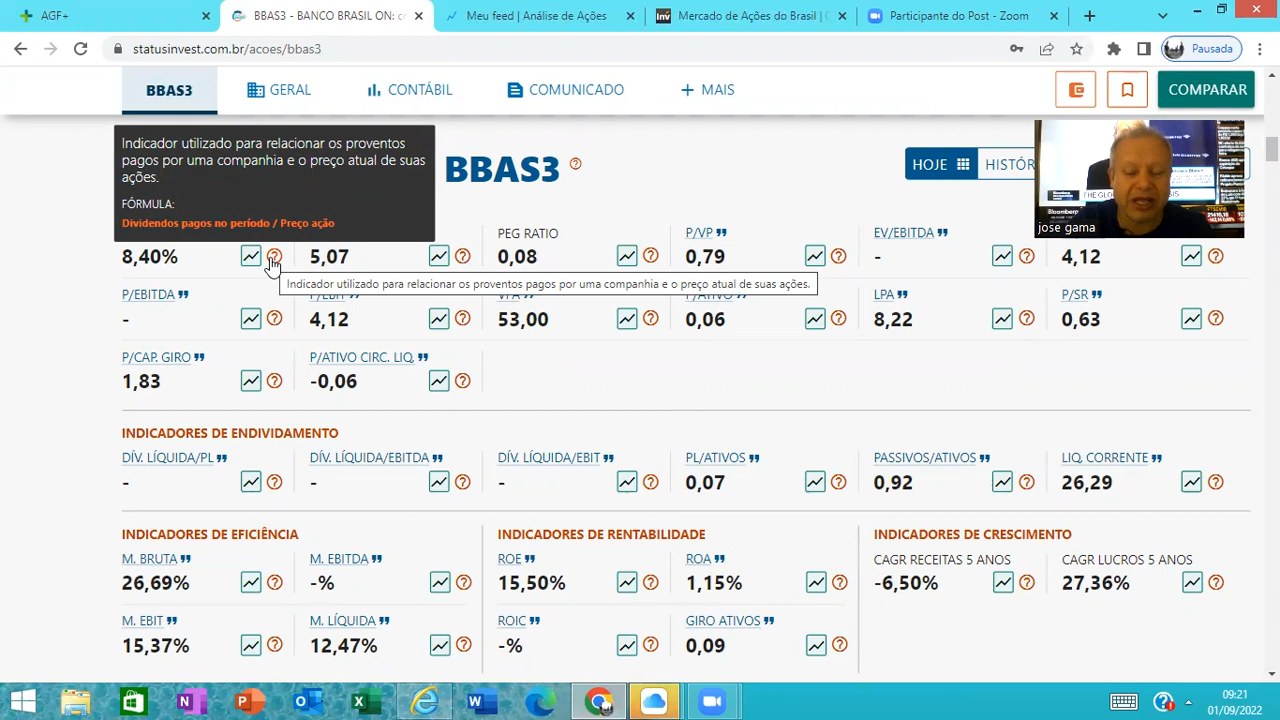 AGF+
BBAS3 - BANCO BRASIL ON: c
Meu feed | Análise de Ações
Mercado de Ações do Brasil |
Participante do Post - Zoom
statusinvest.com.br/acoes/bbas3
Pausada
BBAS3
GERAL
CONTÁBIL
COMUNICADO
+ MAIS
COMPARAR
Indicador utilizado para relacionar os proventos
pagos por uma companhia e o preço atual de suas
ações.
FÓRMULA:
Dividendos pagos no período / Preço ação
BBAS3
HOJE
HISTÓR
THE GLO
jose gama
PEG RATIO
P/VP
EV/EBITDA
8,40%
5,07
0,08
0,79
-
4,12
Indicador utilizado para relacionar os proventos pagos por uma companhia e o preço atual de suas ações.
P/EBITDA
P/EBIT
VPA
P/ATIVO
LPA
P/SR
-
4,12
53,00
0,06
8,22
0,63
P/CAP. GIRO
P/ATIVO CIRC. LIQ.
1,83
-0,06
INDICADORES DE ENDIVIDAMENTO
DÍV. LÍQUIDA/PL
DÍV. LÍQUIDA/EBITDA
DÍV. LÍQUIDA/EBIT
PL/ATIVOS
PASSIVOS/ATIVOS
LIQ. CORRENTE
-
-
-
0,07
0,92
26,29
INDICADORES DE EFICIÊNCIA
INDICADORES DE RENTABILIDADE
INDICADORES DE CRESCIMENTO
M. BRUTA
M. EBITDA
ROE
ROA
CAGR RECEITAS 5 ANOS
CAGR LUCROS 5 ANOS
26,69%
-%
15,50%
1,15%
-6,50%
27,36%
M. EBIT
M. LÍQUIDA
ROIC
GIRO ATIVOS
15,37%
12,47%
-%
0,09
09:21
01/09/2022